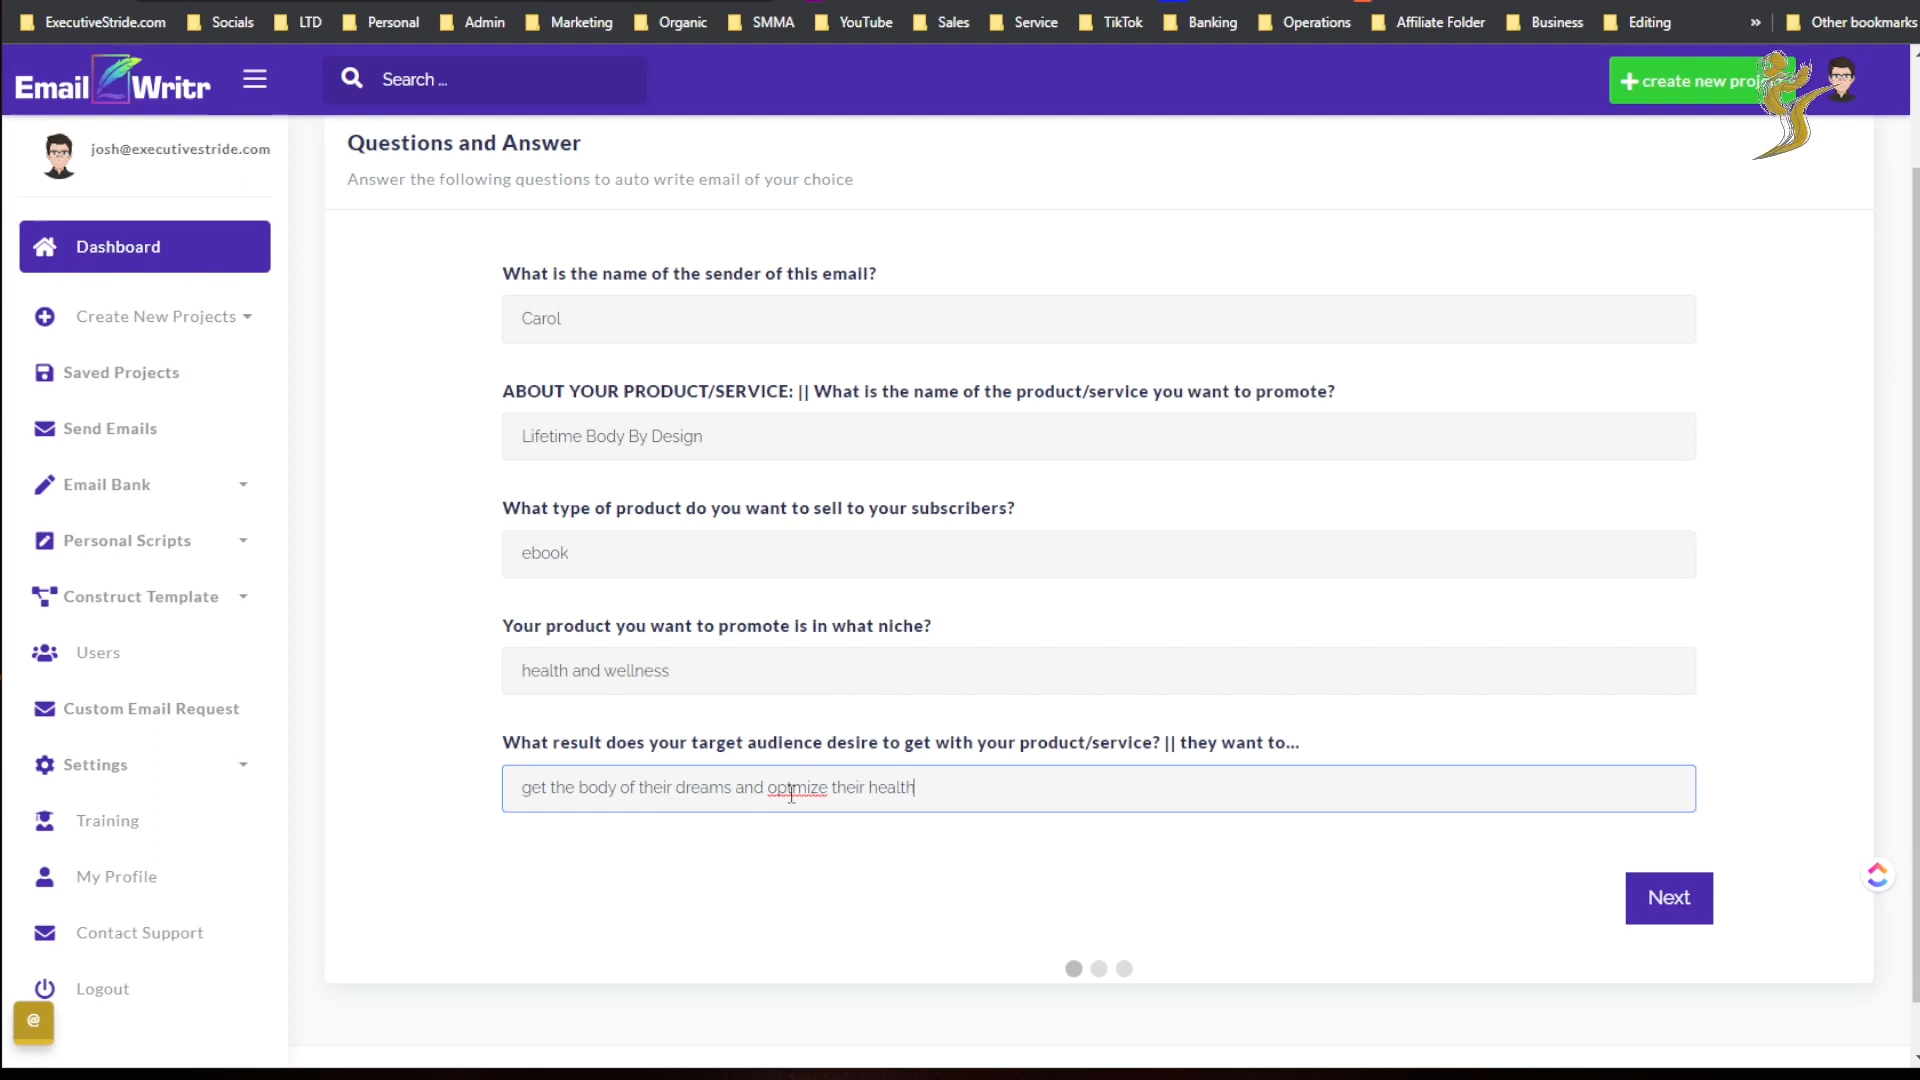 ExecutiveStride.com Socials LTD Personal Admin Marketing Organic SMMA YouTube Sales Service TikTok Banking Operations Affiliate Folder Business Editing » Other bookmarks
Email Writr
Search ...
create new proj
josh@executivestride.com
Dashboard
Create New Projects
Saved Projects
Send Emails
Email Bank
Personal Scripts
Construct Template
Users
Custom Email Request
Settings
Training
My Profile
Contact Support
Logout
@
Questions and Answer
Answer the following questions to auto write email of your choice
What is the name of the sender of this email?
Carol
ABOUT YOUR PRODUCT/SERVICE: || What is the name of the product/service you want to promote?
Lifetime Body By Design
What type of product do you want to sell to your subscribers?
ebook
Your product you want to promote is in what niche?
health and wellness
What result does your target audience desire to get with your product/service? || they want to...
get the body of their dreams and optmize their health
Next